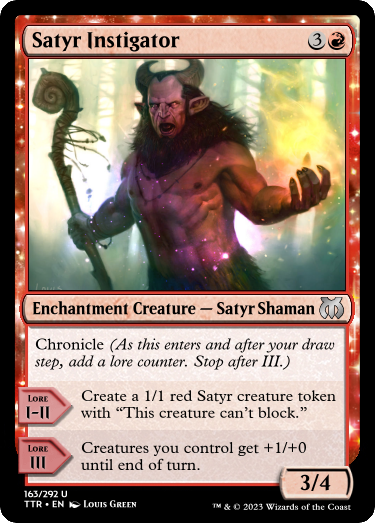 Satyr Instigator 3
Enchantment Creature — Satyr Shaman
Chronicle (As this enters and after your draw
step, add a lore counter. Stop after III.)
LORE
I–II
Create a 1/1 red Satyr creature token
with “This creature can't block.”
LORE
III
Creatures you control get +1/+0
until end of turn.
3/4
163/292 U
TTR • EN Louis Green
™ & © 2023 Wizards of the Coast